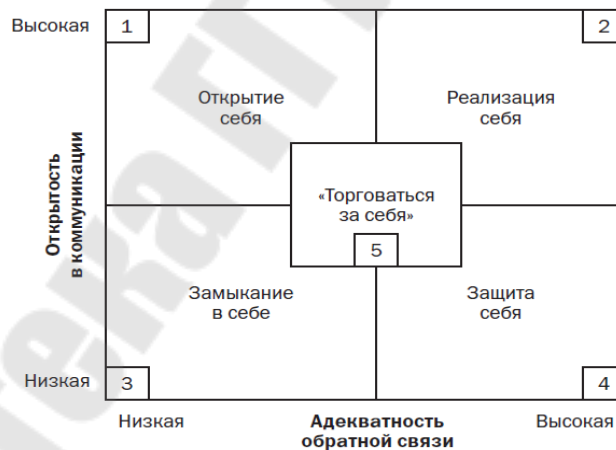 Высокая
1
2
Открытие
себя
Реализация
себя
Открытость
в коммуникации
«Торговаться
за себя»
5
Замыкание
в себе
Защита
себя
Низкая
3
4
Низкая
Адекватность
обратной связи
Высокая